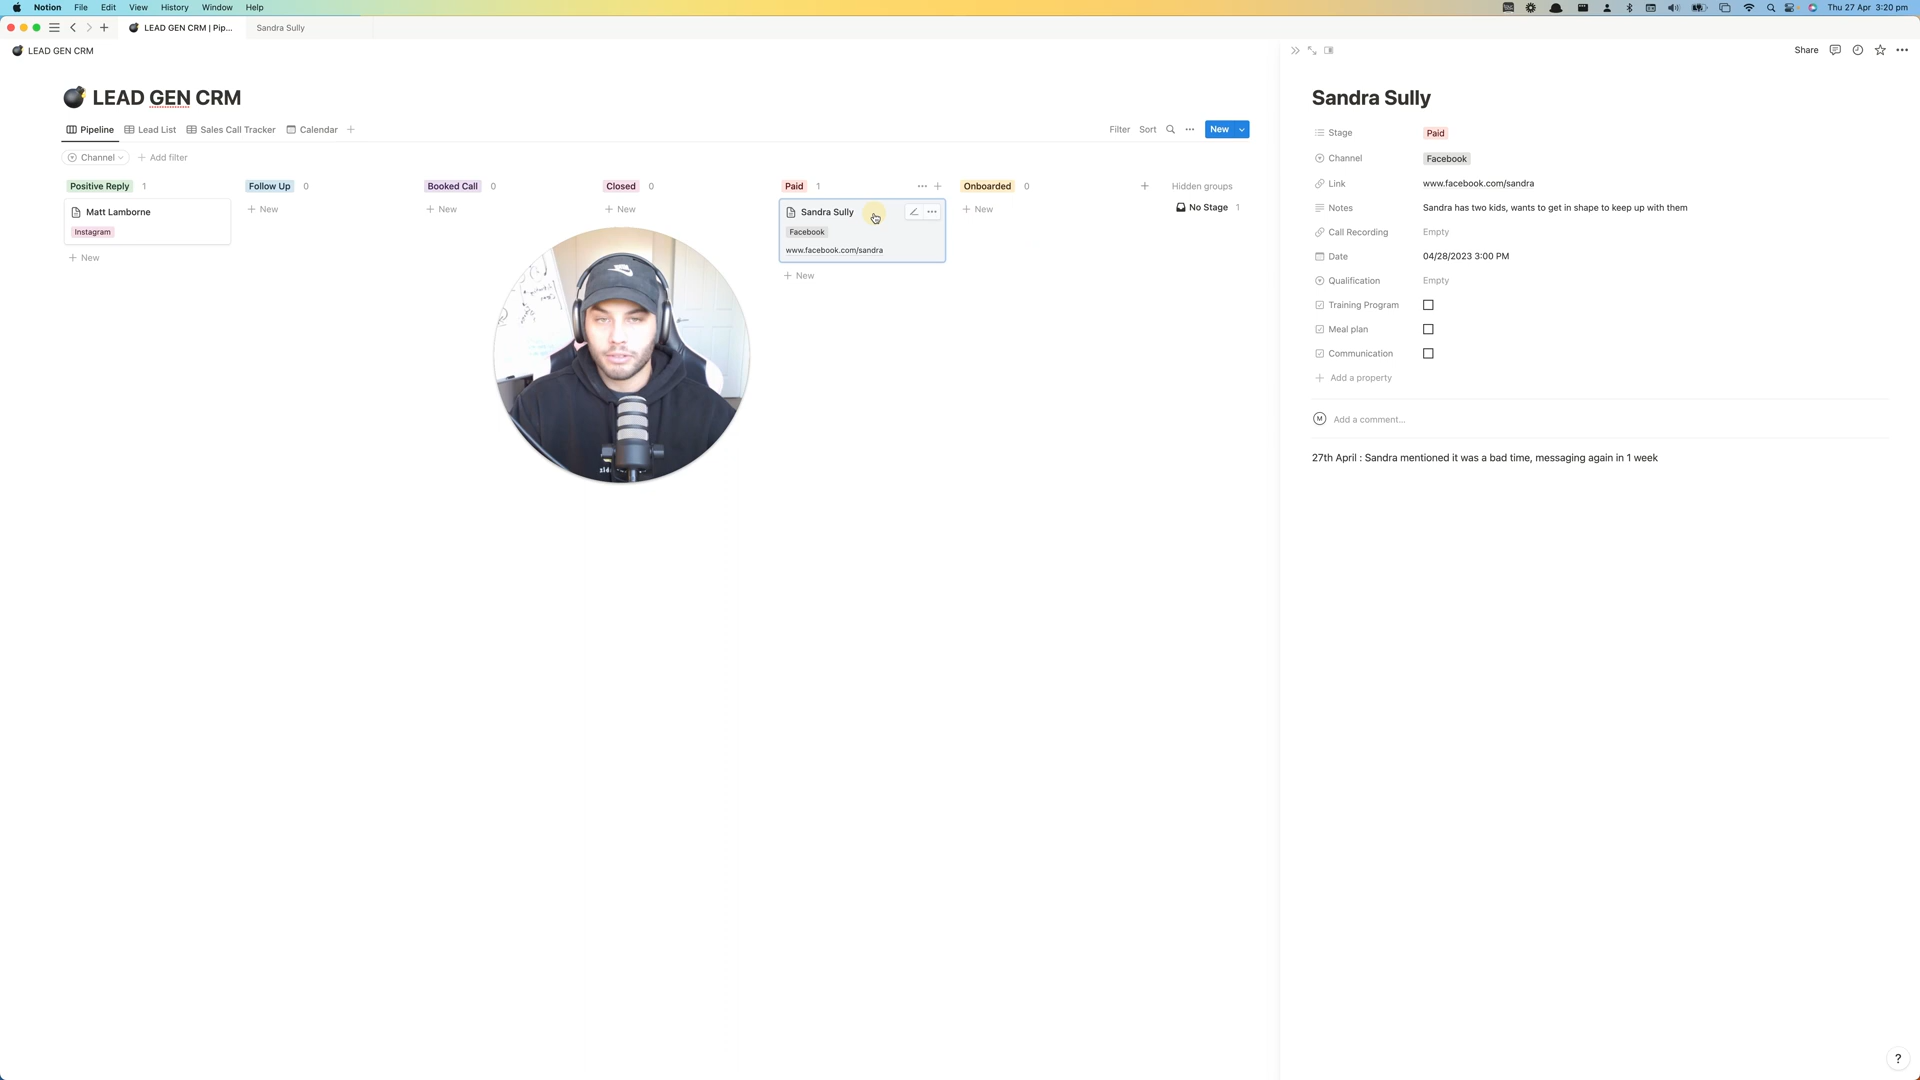 Notion File Edit View History Window Help Thu 27 Apr 3:20 pm
LEAD GEN CRM | Pip... Sandra Sully
LEAD GEN CRM
Share
LEAD GEN CRM
Pipeline Lead List Sales Call Tracker Calendar
Filter Sort New
Channel Add filter
Positive Reply 1
Matt Lamborne
Instagram
New
Follow Up 0
New
Booked Call 0
New
Closed 0
New
Paid 1
Sandra Sully
Facebook
www.facebook.com/sandra
New
Onboarded 0
New
Hidden groups
No Stage 1
Sandra Sully
Stage Paid
Channel Facebook
Link www.facebook.com/sandra
Notes Sandra has two kids, wants to get in shape to keep up with them
Call Recording Empty
Date 04/28/2023 3:00 PM
Qualification Empty
Training Program
Meal plan
Communication
Add a property
M Add a comment...
27th April : Sandra mentioned it was a bad time, messaging again in 1 week
?